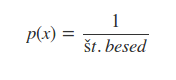 p(x) = 1 / št. besed